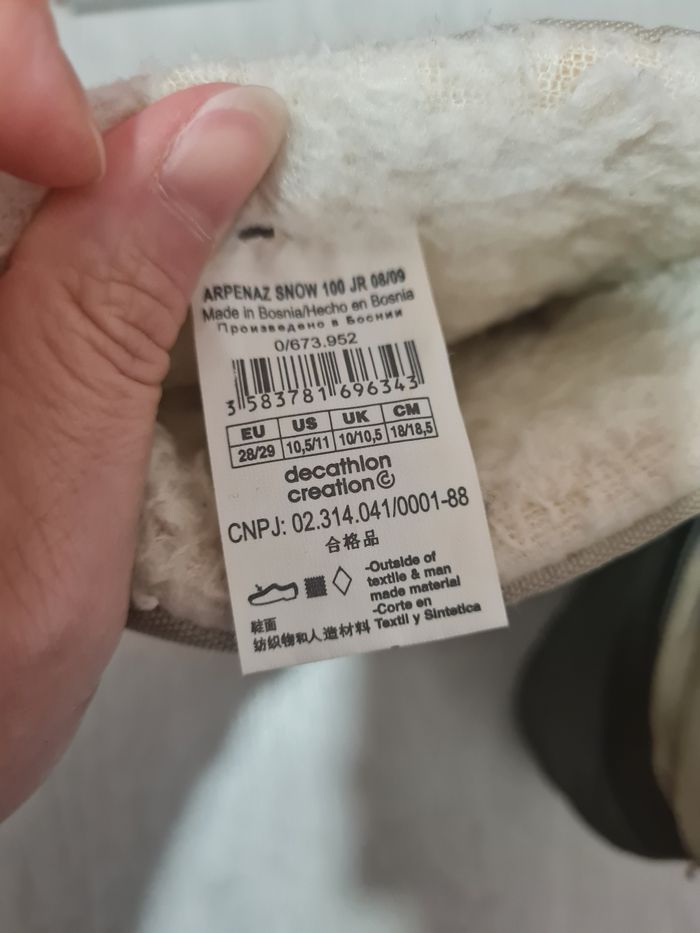 ARPENAZ SNOW 100 JR 08/09
Made in Bosnia/Hecho en Bosnia
Произведено в Боснии
0/673.952
3 583781 696343
EU US UK CM
28/29 10,5/11 10/10,5 18/18,5
decathlon
creation
CNPJ: 02.314.041/0001-88
合格品
-Outside of
textile & man
made material
-Corte en
Textil y Sintetica
鞋面
纺织物和人造材料